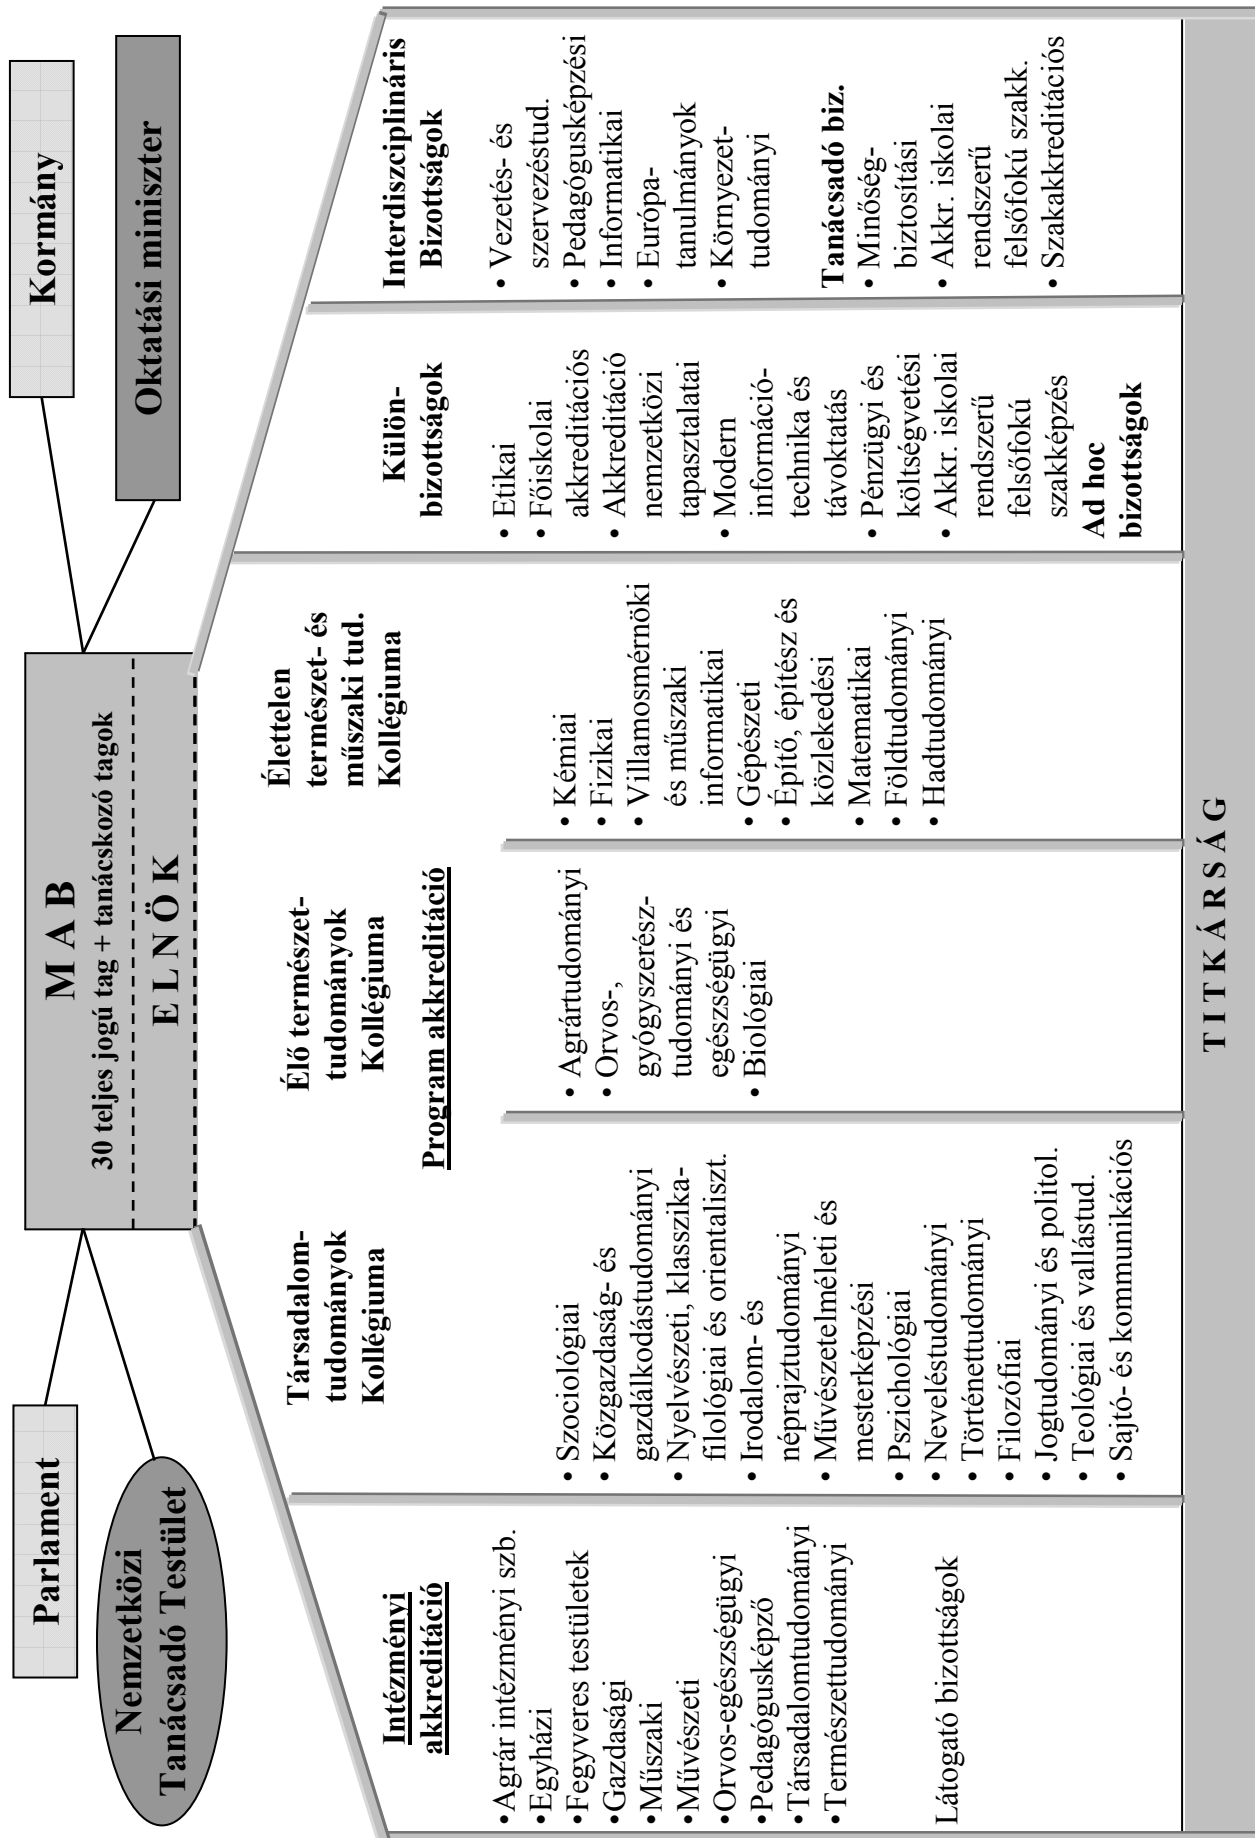 Parlament
Kormány
Nemzetközi
Tanácsadó Testület
M A B
30 teljes jogú tag + tanácskozó tagok
E L N Ö K
Oktatási miniszter
Intézményi
akkreditáció
•Agrár intézményi szb.
•Egyházi
•Fegyveres testületek
•Gazdasági
•Műszaki
•Művészeti
•Orvos-egészségügyi
•Pedagógusképző
•Társadalomtudományi
•Természettudományi
Látogató bizottságok
Társadalom-
tudományok
Kollégiuma
Élő természet-
tudományok
Kollégiuma
Élettelen
természet- és
műszaki tud.
Kollégiuma
Program akkreditáció
• Szociológiai
• Közgazdaság- és
gazdálkodástudományi
• Nyelvészeti, klasszika-
filológiai és orientaliszt.
• Irodalom- és
néprajztudományi
• Művészetelméleti és
mesterképzési
• Pszichológiai
• Neveléstudományi
• Történettudományi
• Filozófiai
• Jogtudományi és politol.
• Teológiai és vallástud.
• Sajtó- és kommunikációs
• Agrártudományi
• Orvos-,
gyógyszerész-
tudományi és
egészségügyi
• Biológiai
• Kémiai
• Fizikai
• Villamosmérnöki
és műszaki
informatikai
• Gépészeti
• Építő, építész és
közlekedési
• Matematikai
• Földtudományi
• Hadtudományi
Külön-
bizottságok
• Etikai
• Főiskolai
akkreditációs
• Akkreditáció
nemzetközi
tapasztalatai
• Modern
információ-
technika és
távoktatás
• Pénzügyi és
költségvetési
• Akkr. iskolai
rendszerű
felsőfokú
szakképzés
Ad hoc
bizottságok
Interdiszciplináris
Bizottságok
• Vezetés- és
szervezéstud.
• Pedagógusképzési
• Informatikai
• Európa-
tanulmányok
• Környezet-
tudományi
Tanácsadó biz.
• Minőség-
biztosítási
• Akkr. iskolai
rendszerű
felsőfokú szakk.
• Szakakkreditációs
T I T K Á R S Á G